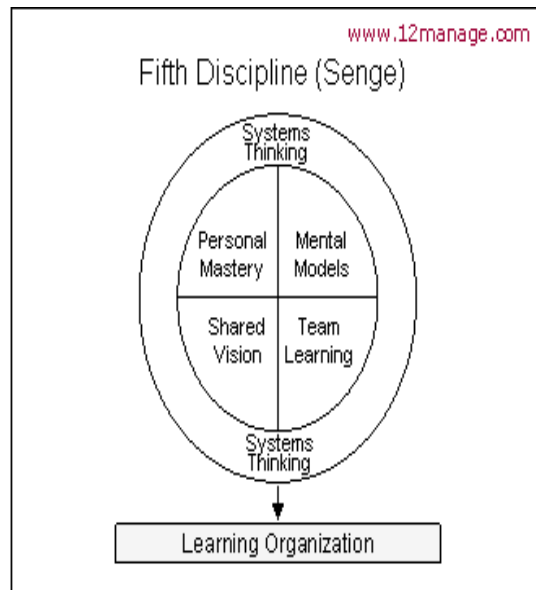 www.12manage.com
Fifth Discipline (Senge)
Systems
Thinking
Personal
Mastery
Mental
Models
Shared
Vision
Team
Learning
Systems
Thinking
Learning Organization